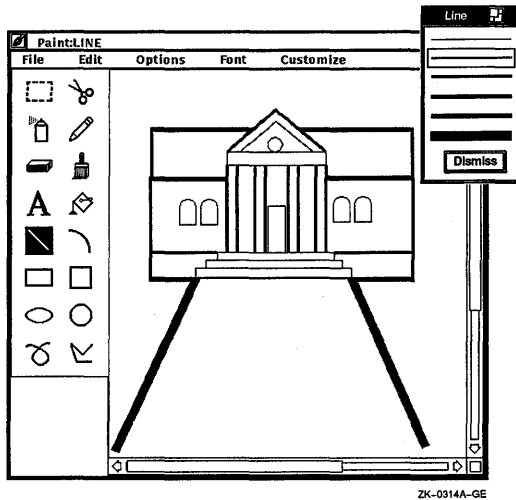 Line
Paint:LINE
File Edit Options Font Customize
Dismiss
A
ZK-0314A-GE